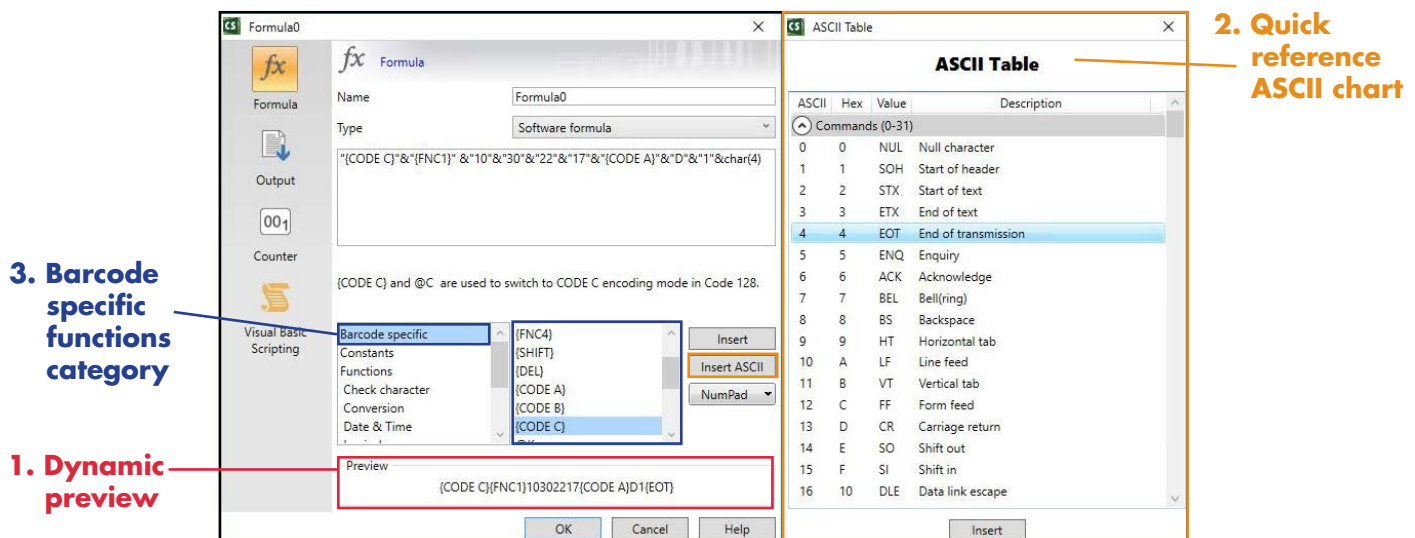 CS Formula0
fx
Formula
Output
001
Counter
Visual Basic
Scripting
fx Formula
Name Formula0
Type Software formula
"{CODE C}"&"{FNC1}" &"10"&"30"&"22"&"17"&"{CODE A}"&"D"&"1"&char(4)
{CODE C} and @C are used to switch to CODE C encoding mode in Code 128.
Barcode specific
Constants
Functions
Check character
Conversion
Date & Time
{FNC4}
{SHIFT}
{DEL}
{CODE A}
{CODE B}
{CODE C}
Insert
Insert ASCII
NumPad
Preview
{CODE C}{FNC1}10302217{CODE A}D1{EOT}
OK Cancel Help
CS ASCII Table
ASCII Table
ASCII Hex Value Description
Commands (0-31)
0 0 NUL Null character
1 1 SOH Start of header
2 2 STX Start of text
3 3 ETX End of text
4 4 EOT End of transmission
5 5 ENQ Enquiry
6 6 ACK Acknowledge
7 7 BEL Bell(ring)
8 8 BS Backspace
9 9 HT Horizontal tab
10 A LF Line feed
11 B VT Vertical tab
12 C FF Form feed
13 D CR Carriage return
14 E SO Shift out
15 F SI Shift in
16 10 DLE Data link escape
Insert
2. Quick
reference
ASCII chart
3. Barcode
specific
functions
category
1. Dynamic
preview